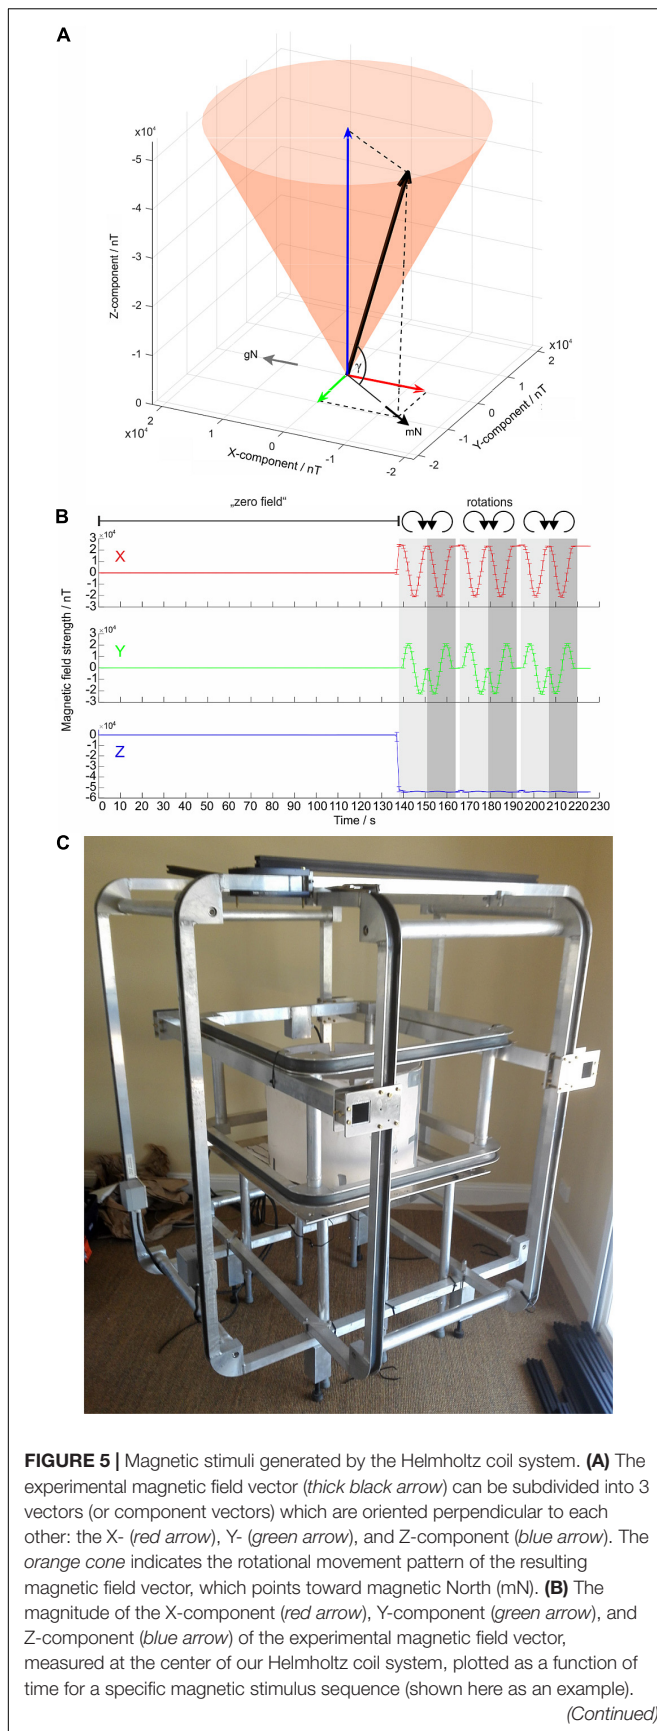 A
x10⁴
-5
-4
-3
-2
-1
0
Z-component / nT
gN
γ
mN
2
x10⁴
1
0
-1
-2
X-component / nT
x10⁴
2
1
0
-1
-2
Y-component / nT
B
„zero field“
rotations
Magnetic field strength / nT
x10⁴
3
2
1
0
-1
-2
-3
X
x10⁴
3
2
1
0
-1
-2
-3
Y
x10⁴
0
-1
-2
-3
-4
-5
-6
Z
0 10 20 30 40 50 60 70 80 90 100 110 120 130 140 150 160 170 180 190 200 210 220 230
Time / s
C
FIGURE 5 | Magnetic stimuli generated by the Helmholtz coil system. (A) The
experimental magnetic field vector (thick black arrow) can be subdivided into 3
vectors (or component vectors) which are oriented perpendicular to each
other: the X- (red arrow), Y- (green arrow), and Z-component (blue arrow). The
orange cone indicates the rotational movement pattern of the resulting
magnetic field vector, which points toward magnetic North (mN). (B) The
magnitude of the X-component (red arrow), Y-component (green arrow), and
Z-component (blue arrow) of the experimental magnetic field vector,
measured at the center of our Helmholtz coil system, plotted as a function of
time for a specific magnetic stimulus sequence (shown here as an example).
(Continued)